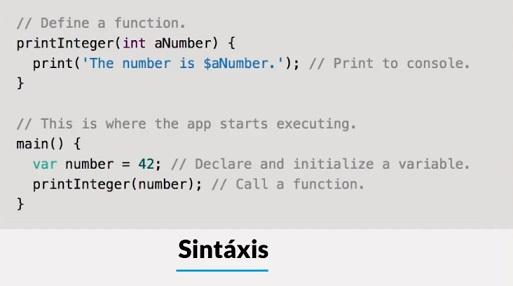 // Define a function.
printInteger(int aNumber) {
  print('The number is $aNumber.'); // Print to console.
}

// This is where the app starts executing.
main() {
  var number = 42; // Declare and initialize a variable.
  printInteger(number); // Call a function.
}
Sintáxis